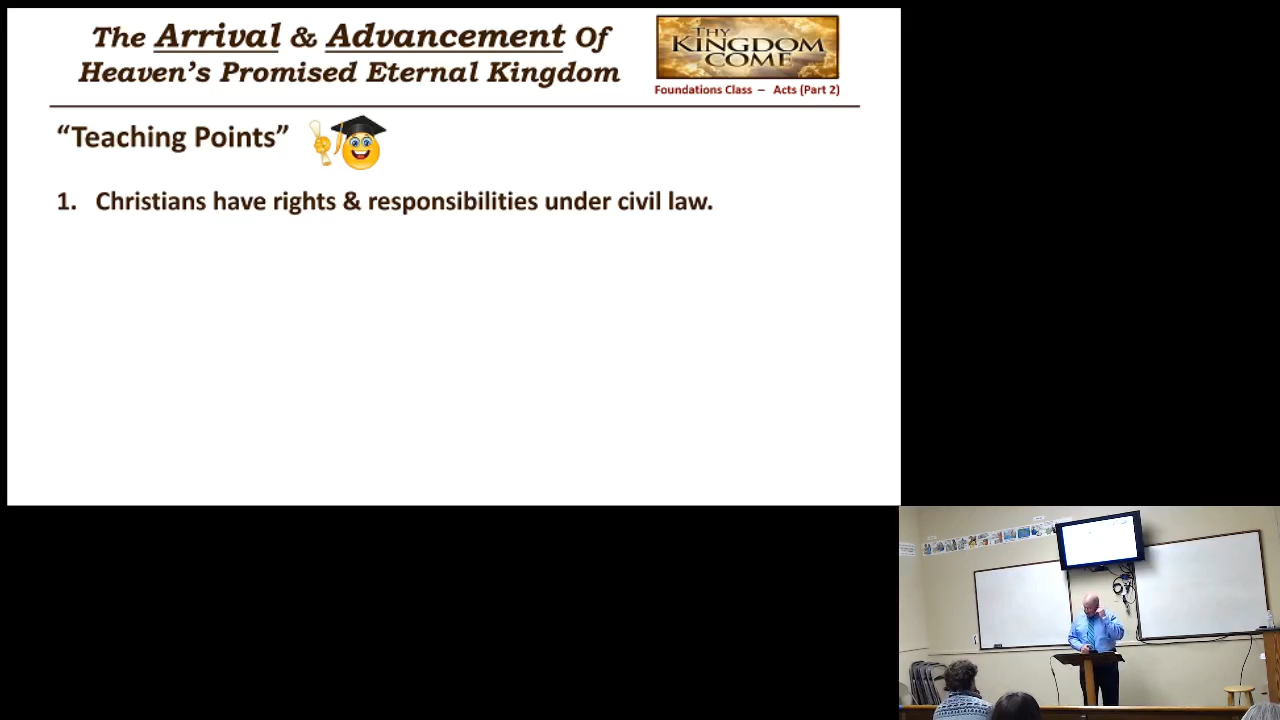 The Arrival & Advancement Of
Heaven's Promised Eternal Kingdom
THY
KINGDOM
COME
Foundations Class – Acts (Part 2)
“Teaching Points”
1. Christians have rights & responsibilities under civil law.